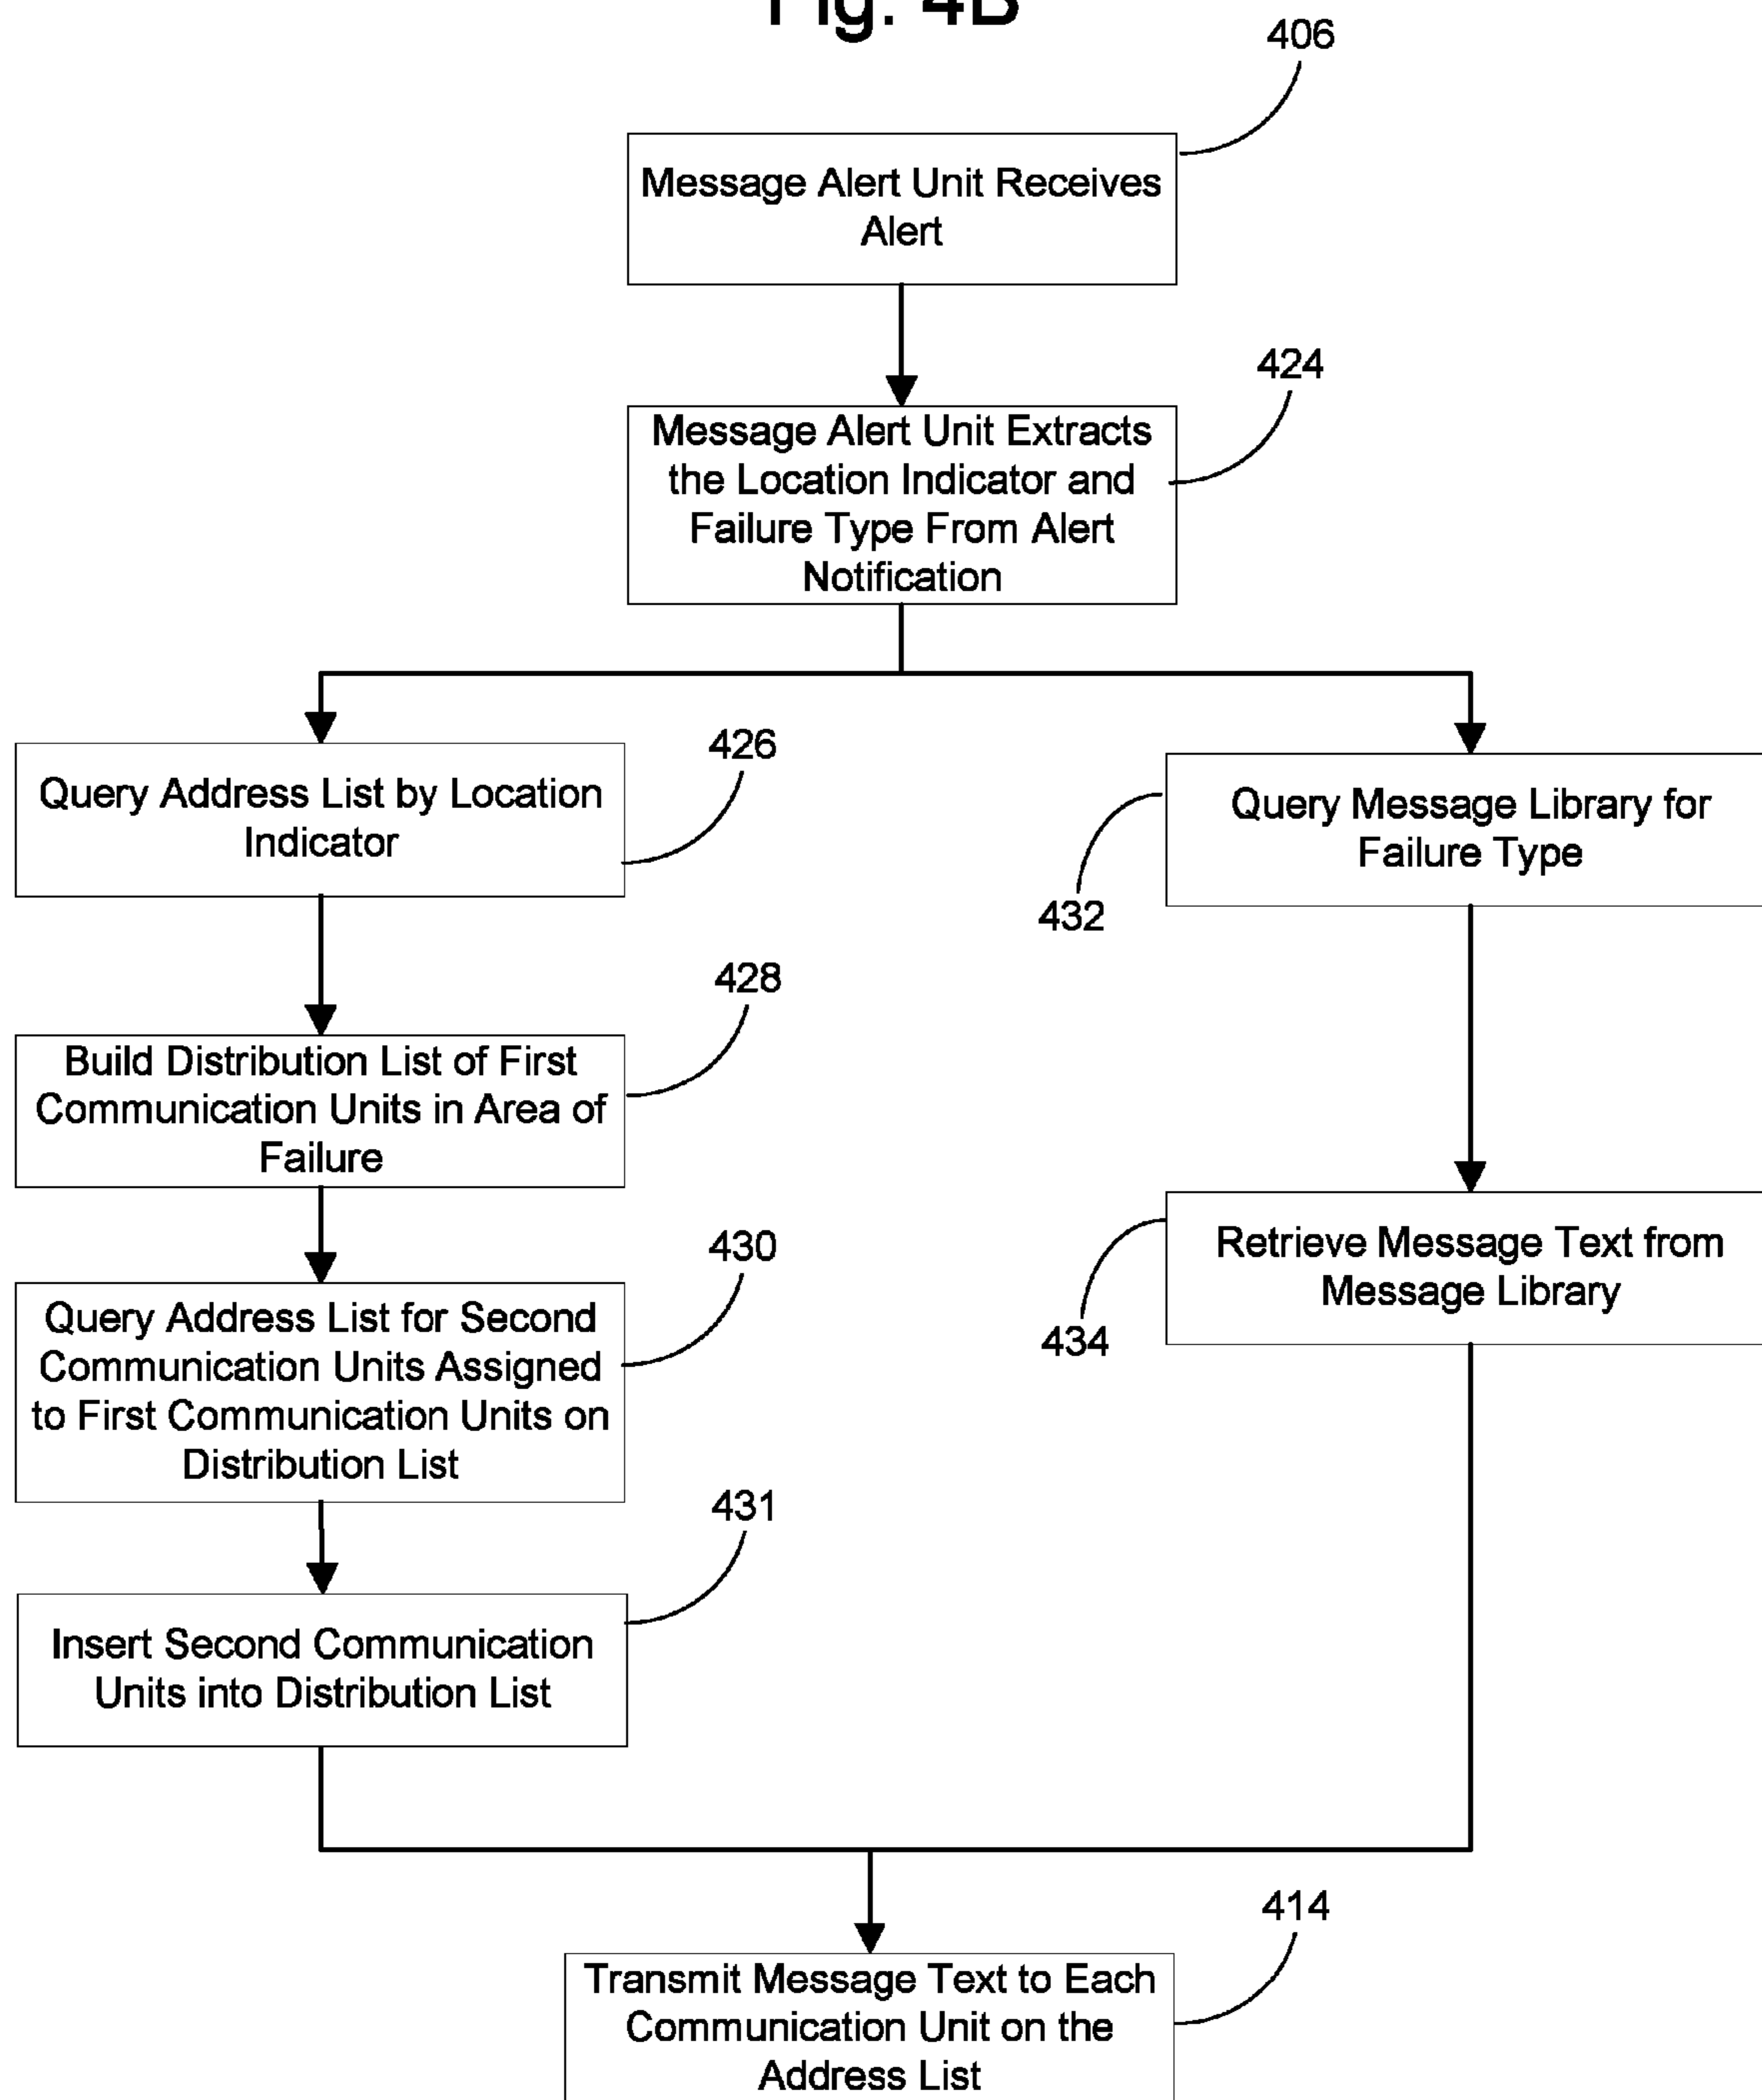 Fig. 4B
406
Message Alert Unit Receives
Alert
424
Message Alert Unit Extracts
the Location Indicator and
Failure Type From Alert
Notification
426
Query Address List by Location
Indicator
432
Query Message Library for
Failure Type
428
Build Distribution List of First
Communication Units in Area of
Failure
430
Query Address List for Second
Communication Units Assigned
to First Communication Units on
Distribution List
434
Retrieve Message Text from
Message Library
431
Insert Second Communication
Units into Distribution List
414
Transmit Message Text to Each
Communication Unit on the
Address List